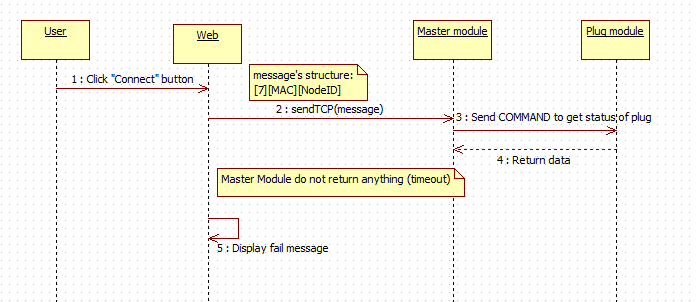 User
Web
Master module
Plug module
1 : Click "Connect" button
message's structure:
[7][MAC][NodeID]
2 : sendTCP(message)
3 : Send COMMAND to get status of plug
4 : Return data
Master Module do not return anything (timeout)
5 : Display fail message